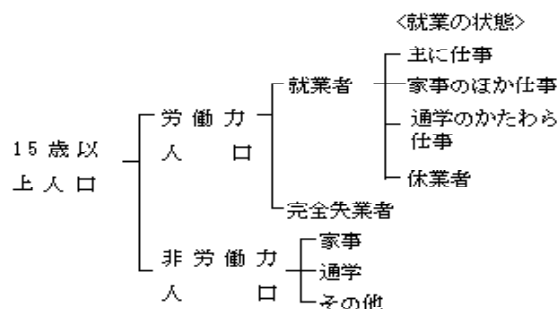 <就業の状態>
主に仕事
就業者
家事のほか仕事
労働力
人口
通学のかたわら
仕事
15歳以
上人口
休業者
完全失業者
家事
非労働力
人口
通学
その他